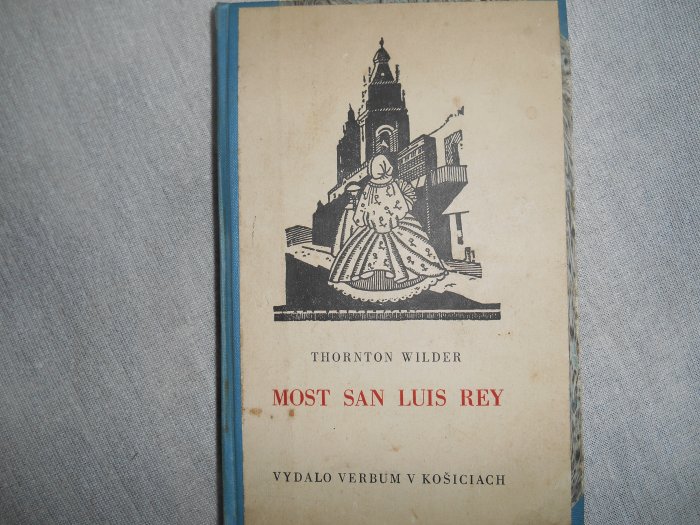 THORNTON WILDER
MOST SAN LUIS REY
VYDALO VERBUM V KOŠICIACH